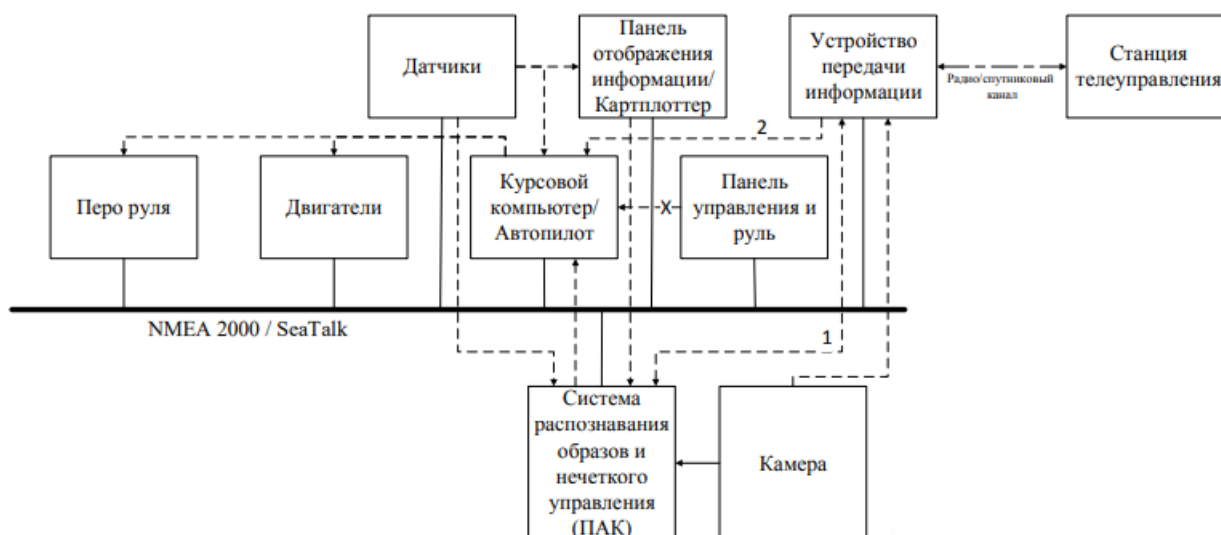 Датчики
Панель
отображения
информации/
Картплоттер
Устройство
передачи
информации
Радио/спутниковый
канал
Станция
телеуправления
2
Перо руля
Двигатели
Курсовой
компьютер/
Автопилот
X
Панель
управления и
руль
NMEA 2000 / SeaTalk
1
Система
распознавания
образов и
нечеткого
управления
(ПАК)
Камера